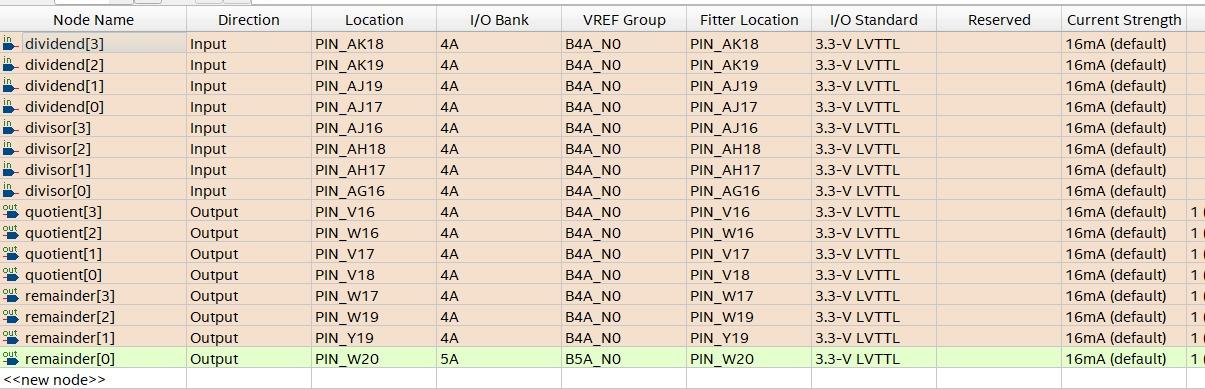 Node Name Direction Location I/O Bank VREF Group Fitter Location I/O Standard Reserved Current Strength
in dividend[3] Input PIN_AK18 4A B4A_N0 PIN_AK18 3.3-V LVTTL 16mA (default)
in dividend[2] Input PIN_AK19 4A B4A_N0 PIN_AK19 3.3-V LVTTL 16mA (default)
in dividend[1] Input PIN_AJ19 4A B4A_N0 PIN_AJ19 3.3-V LVTTL 16mA (default)
in dividend[0] Input PIN_AJ17 4A B4A_N0 PIN_AJ17 3.3-V LVTTL 16mA (default)
in divisor[3] Input PIN_AJ16 4A B4A_N0 PIN_AJ16 3.3-V LVTTL 16mA (default)
in divisor[2] Input PIN_AH18 4A B4A_N0 PIN_AH18 3.3-V LVTTL 16mA (default)
in divisor[1] Input PIN_AH17 4A B4A_N0 PIN_AH17 3.3-V LVTTL 16mA (default)
in divisor[0] Input PIN_AG16 4A B4A_N0 PIN_AG16 3.3-V LVTTL 16mA (default)
out quotient[3] Output PIN_V16 4A B4A_N0 PIN_V16 3.3-V LVTTL 16mA (default) 1 (
out quotient[2] Output PIN_W16 4A B4A_N0 PIN_W16 3.3-V LVTTL 16mA (default) 1 (
out quotient[1] Output PIN_V17 4A B4A_N0 PIN_V17 3.3-V LVTTL 16mA (default) 1 (
out quotient[0] Output PIN_V18 4A B4A_N0 PIN_V18 3.3-V LVTTL 16mA (default) 1 (
out remainder[3] Output PIN_W17 4A B4A_N0 PIN_W17 3.3-V LVTTL 16mA (default) 1 (
out remainder[2] Output PIN_W19 4A B4A_N0 PIN_W19 3.3-V LVTTL 16mA (default) 1 (
out remainder[1] Output PIN_Y19 4A B4A_N0 PIN_Y19 3.3-V LVTTL 16mA (default) 1 (
out remainder[0] Output PIN_W20 5A B5A_N0 PIN_W20 3.3-V LVTTL 16mA (default) 1 (
<<new node>>